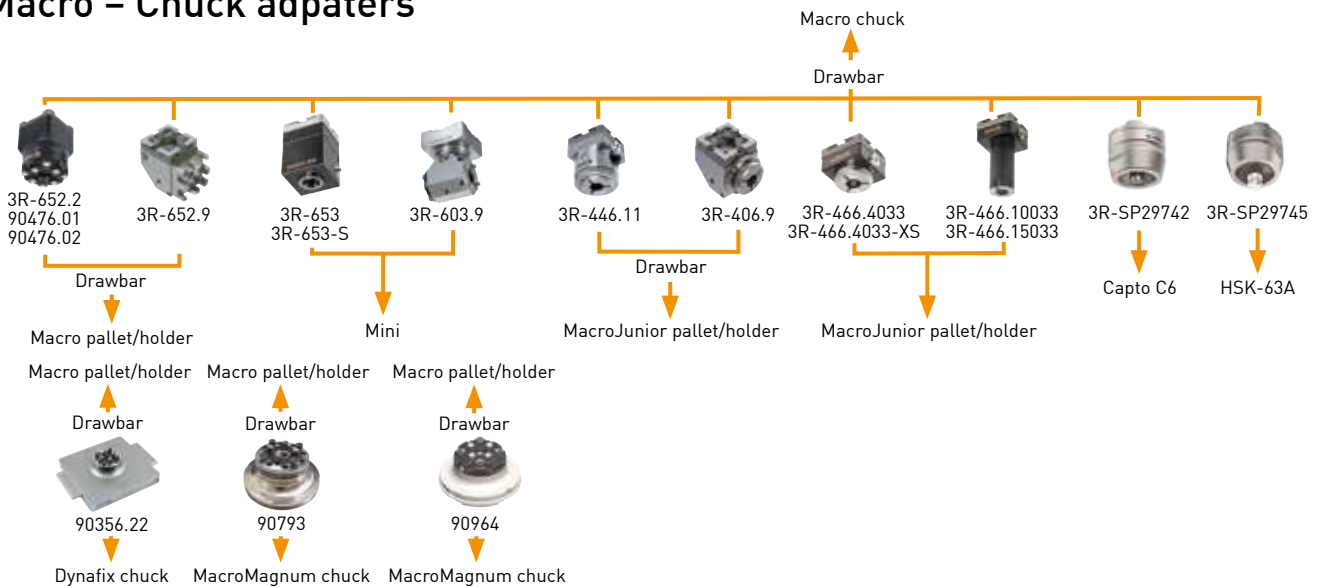 Macro – Chuck adpaters
Macro chuck
Drawbar
3R-652.2
90476.01
90476.02
3R-652.9
3R-653
3R-653-S
3R-603.9
3R-446.11
3R-406.9
3R-466.4033
3R-466.4033-XS
3R-466.10033
3R-466.15033
3R-SP29742
3R-SP29745
Drawbar
Drawbar
Capto C6
HSK-63A
Macro pallet/holder
Mini
MacroJunior pallet/holder
MacroJunior pallet/holder
Macro pallet/holder
Macro pallet/holder
Macro pallet/holder
Drawbar
Drawbar
Drawbar
90356.22
90793
90964
Dynafix chuck
MacroMagnum chuck
MacroMagnum chuck